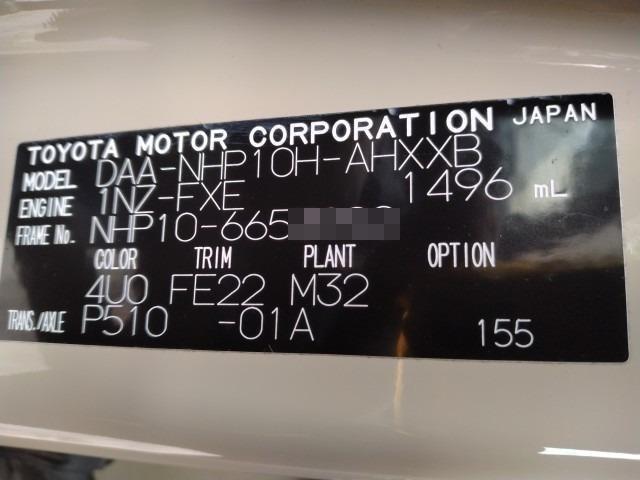 TOYOTA MOTOR CORPORATION JAPAN
MODEL DAA-NHP10H-AHXXB
ENGINE 1NZ-FXE 1496 mL
FRAME No. NHP10-665
COLOR TRIM PLANT OPTION
4U0 FE22 M32
TRANS./AXLE P510 -01A 155